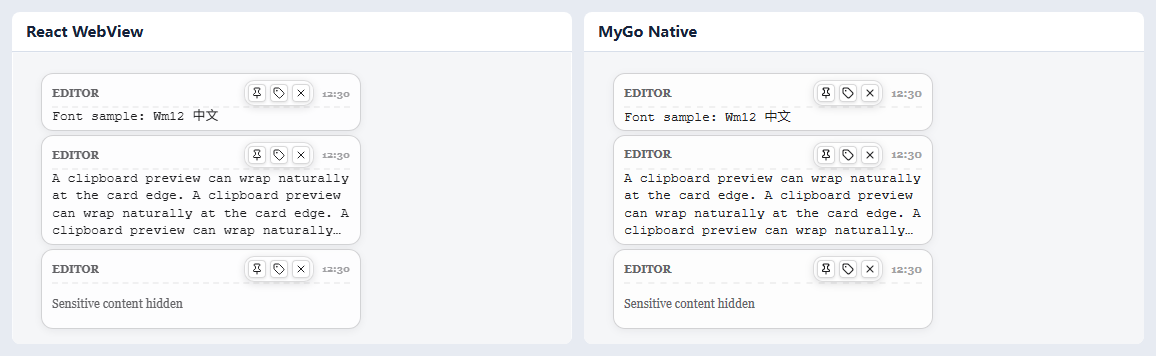 React WebView
EDITOR 12:30
Font sample: Wm12 中文
EDITOR 12:30
A clipboard preview can wrap naturally
at the card edge. A clipboard preview
can wrap naturally at the card edge. A
clipboard preview can wrap naturally…
EDITOR 12:30
Sensitive content hidden
MyGo Native
EDITOR 12:30
Font sample: Wm12 中文
EDITOR 12:30
A clipboard preview can wrap naturally
at the card edge. A clipboard preview
can wrap naturally at the card edge. A
clipboard preview can wrap naturally…
EDITOR 12:30
Sensitive content hidden